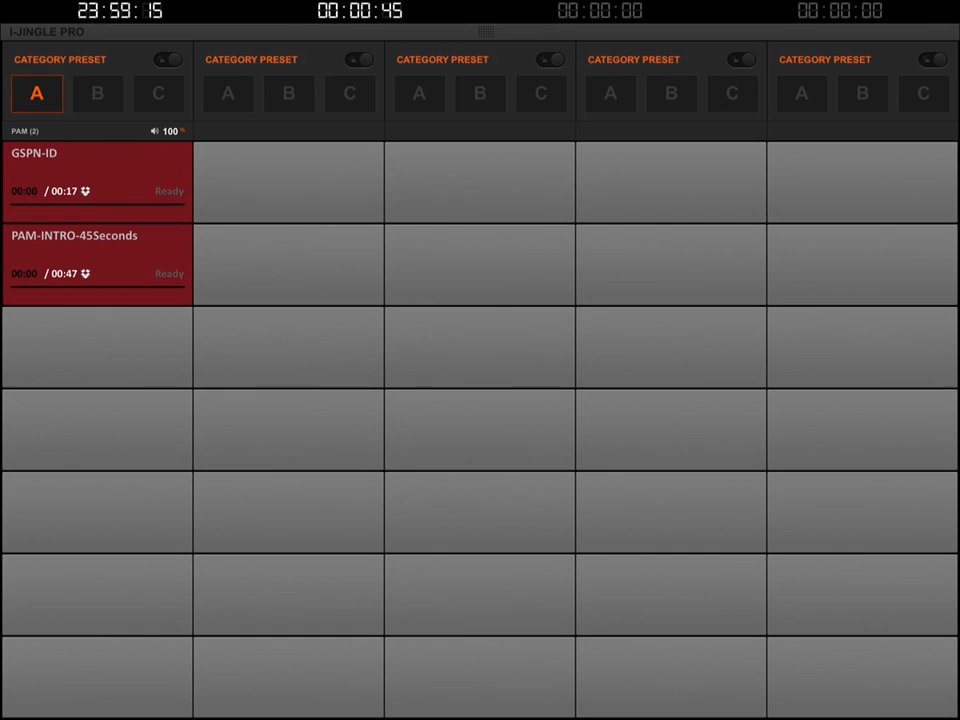 23:59:15 00:00:45 00:00:00 00:00:00
I-JINGLE PRO
CATEGORY PRESET CATEGORY PRESET CATEGORY PRESET CATEGORY PRESET CATEGORY PRESET
A B C A B C A B C A B C A B C
PAM (2) 100 %
GSPN-ID
00:00 / 00:17 Ready
PAM-INTRO-45Seconds
00:00 / 00:47 Ready